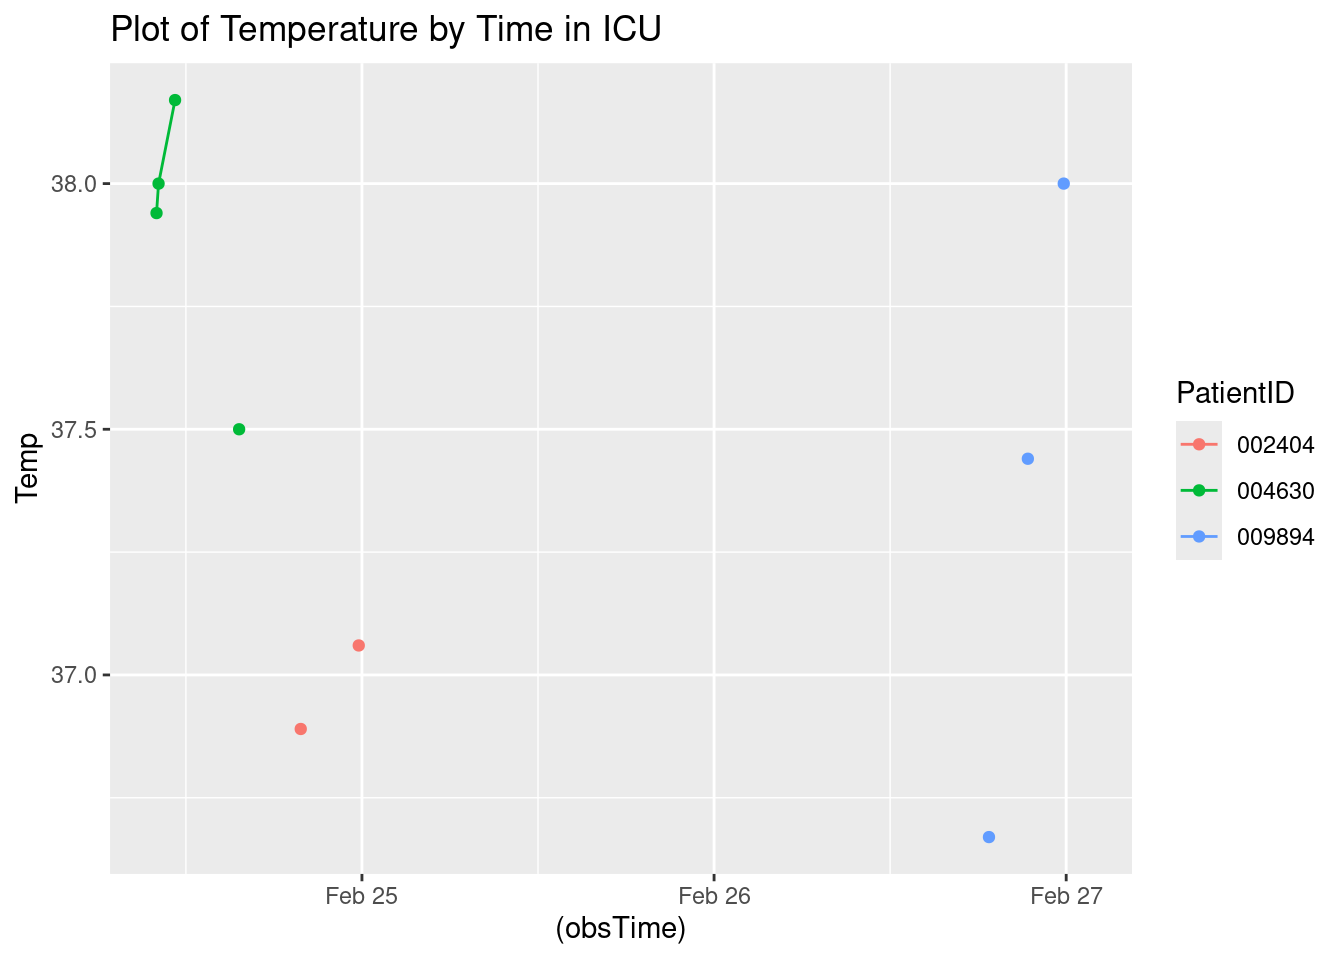 Plot of Temperature by Time in ICU
38.0
37.5
37.0
Temp
Feb 25
Feb 26
Feb 27
(obsTime)
PatientID
002404
004630
009894